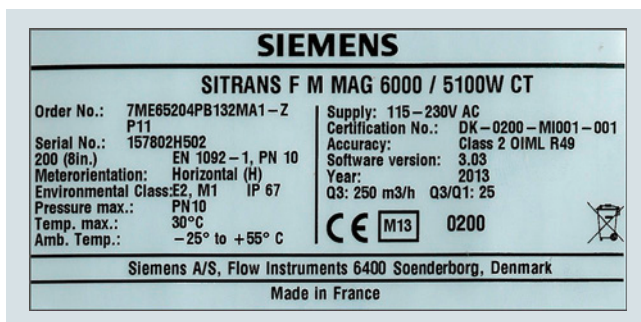 SIEMENS
SITRANS F M MAG 6000 / 5100W CT
Order No.: 7ME65204PB132MA1-Z
P11
Serial No.: 157802H502
200 (8in.) EN 1092-1, PN 10
Meterorientation: Horizontal (H)
Environmental Class:E2, M1 IP 67
Pressure max.: PN10
Temp. max.: 30°C
Amb. Temp.: -25° to +55° C
Supply: 115-230V AC
Certification No.: DK-0200-MI001-001
Accuracy: Class 2 OIML R49
Software version: 3.03
Year: 2013
Q3: 250 m3/h Q3/Q1: 25
CE M13 0200
Siemens A/S, Flow Instruments 6400 Soenderborg, Denmark
Made in France